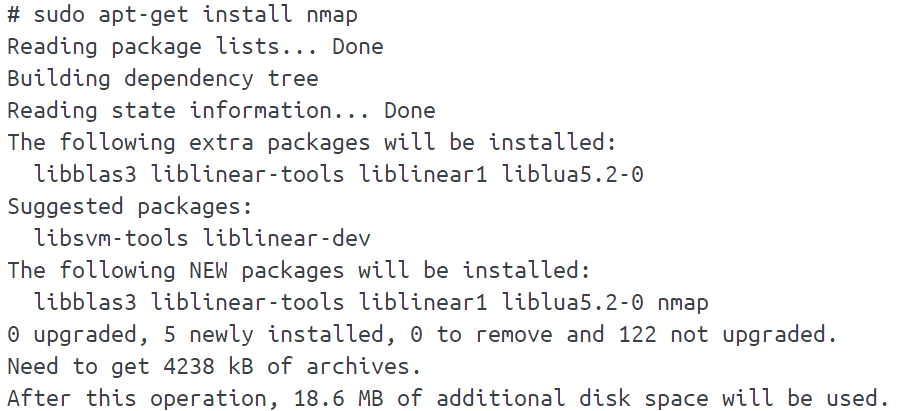 # sudo apt-get install nmap
Reading package lists... Done
Building dependency tree
Reading state information... Done
The following extra packages will be installed:
  libblas3 liblinear-tools liblinear1 liblua5.2-0
Suggested packages:
  libsvm-tools liblinear-dev
The following NEW packages will be installed:
  libblas3 liblinear-tools liblinear1 liblua5.2-0 nmap
0 upgraded, 5 newly installed, 0 to remove and 122 not upgraded.
Need to get 4238 kB of archives.
After this operation, 18.6 MB of additional disk space will be used.